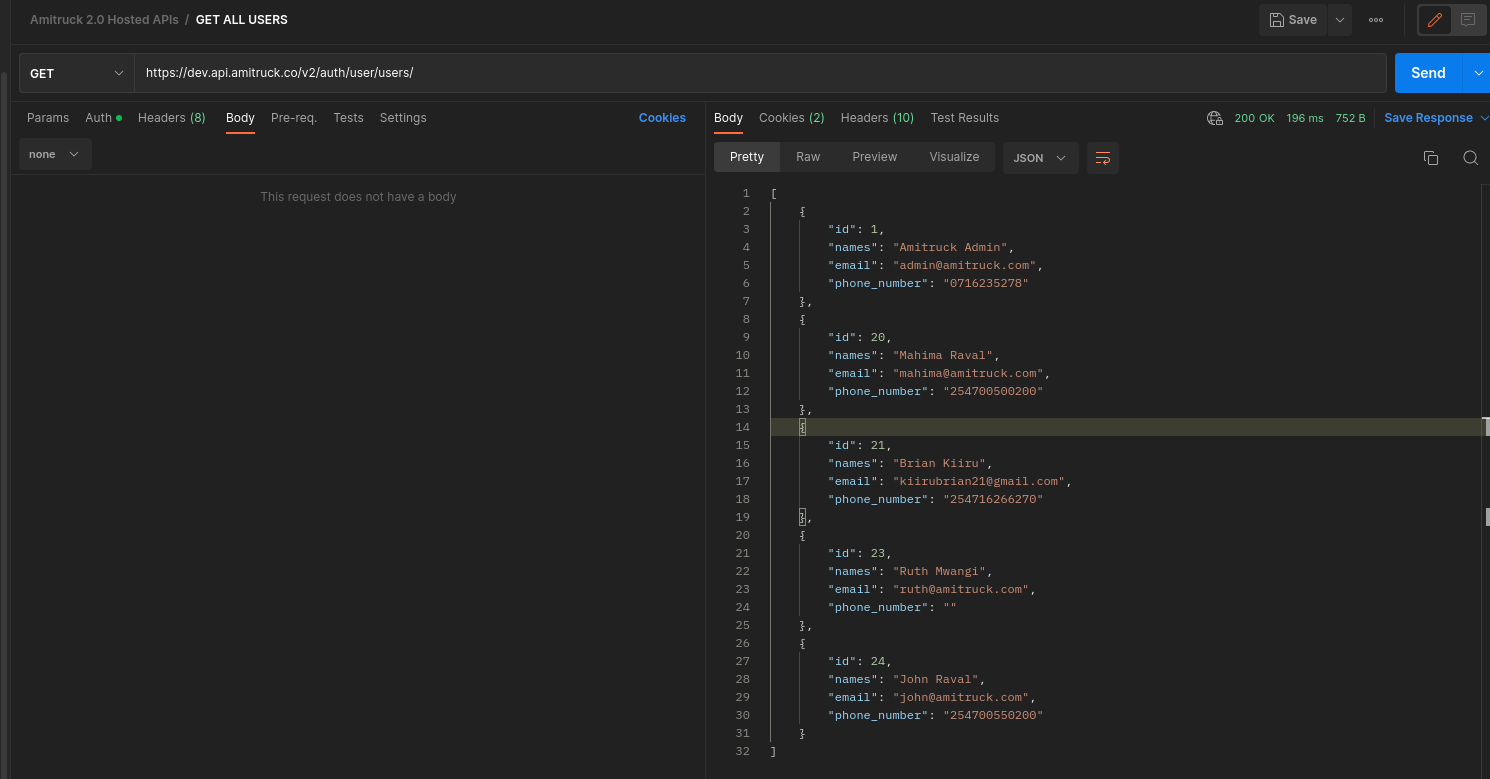 Amitruck 2.0 Hosted APIs / GET ALL USERS
Save
GET
https://dev.api.amitruck.co/v2/auth/user/users/
Send
Params Auth Headers (8) Body Pre-req. Tests Settings Cookies
none
This request does not have a body
Body Cookies (2) Headers (10) Test Results 200 OK 196 ms 752 B Save Response
Pretty Raw Preview Visualize JSON
1 [
2 {
3 "id": 1,
4 "names": "Amitruck Admin",
5 "email": "admin@amitruck.com",
6 "phone_number": "0716235278"
7 },
8 {
9 "id": 20,
10 "names": "Mahima Raval",
11 "email": "mahima@amitruck.com",
12 "phone_number": "254700500200"
13 },
14 {
15 "id": 21,
16 "names": "Brian Kiiru",
17 "email": "kiirubrian21@gmail.com",
18 "phone_number": "254716266270"
19 },
20 {
21 "id": 23,
22 "names": "Ruth Mwangi",
23 "email": "ruth@amitruck.com",
24 "phone_number": ""
25 },
26 {
27 "id": 24,
28 "names": "John Raval",
29 "email": "john@amitruck.com",
30 "phone_number": "254700550200"
31 }
32 ]